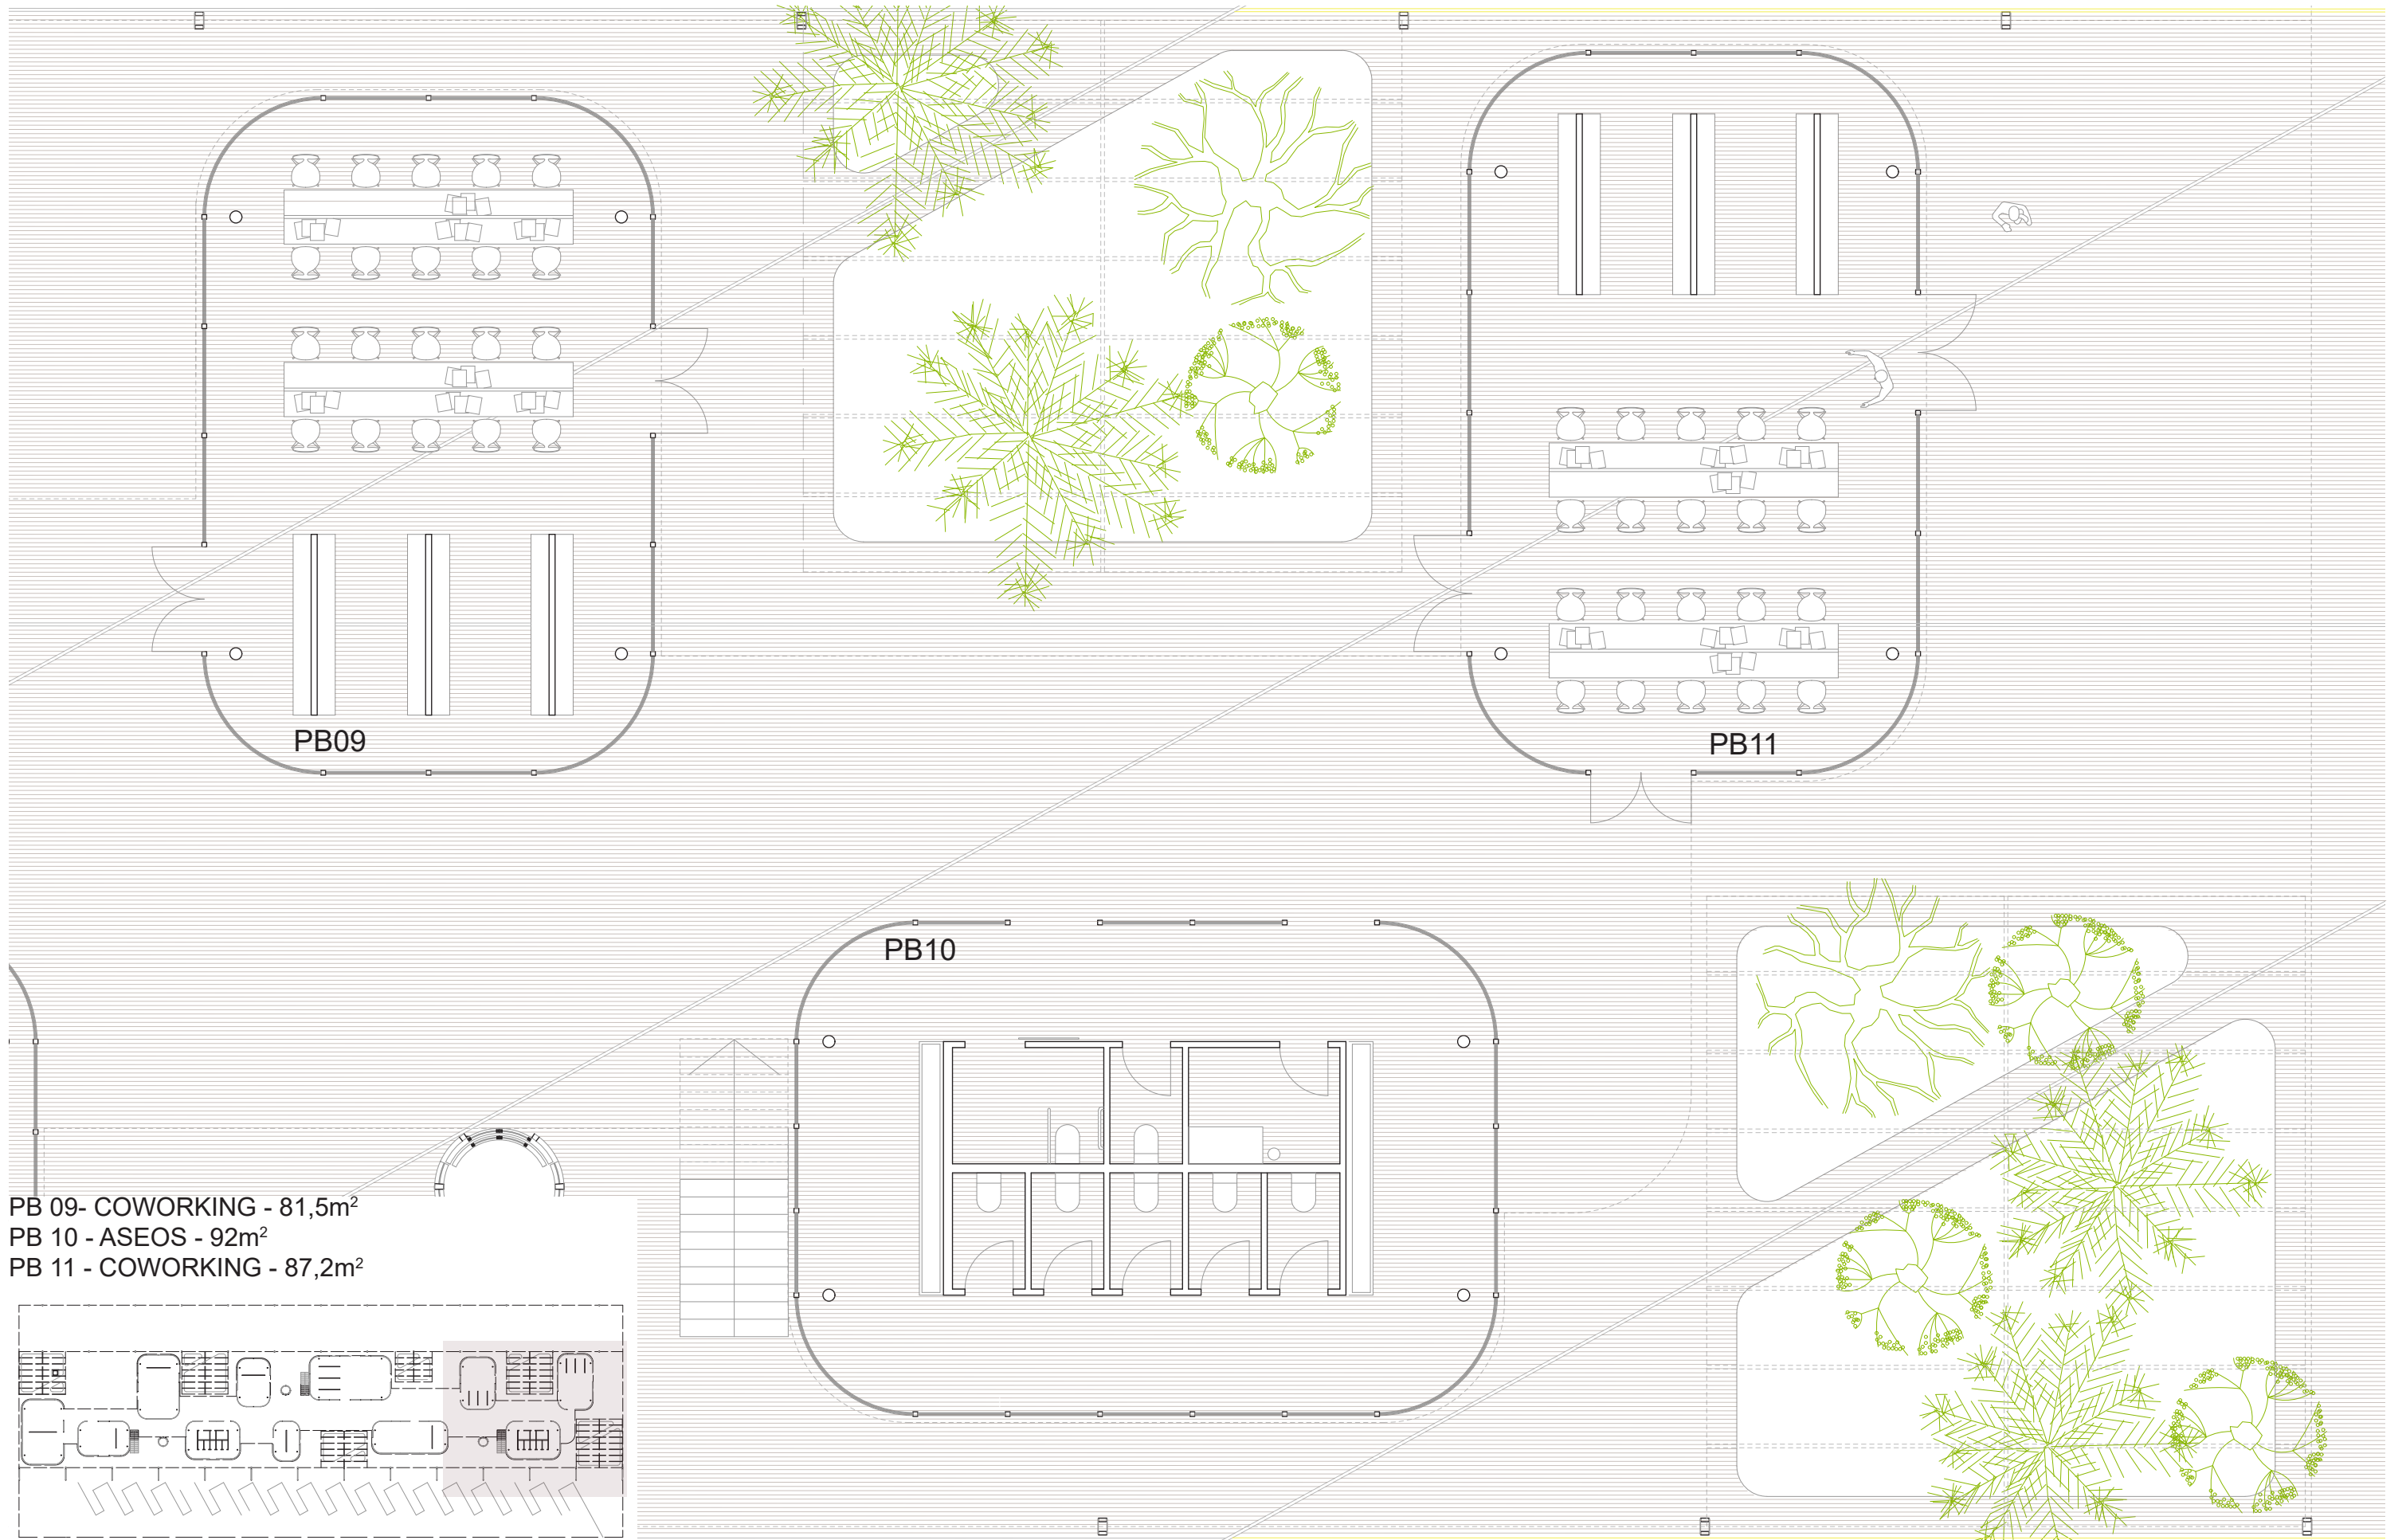 PB09
PB11
PB10
PB 09- COWORKING - 81,5m²
PB 10 - ASEOS - 92m²
PB 11 - COWORKING - 87,2m²